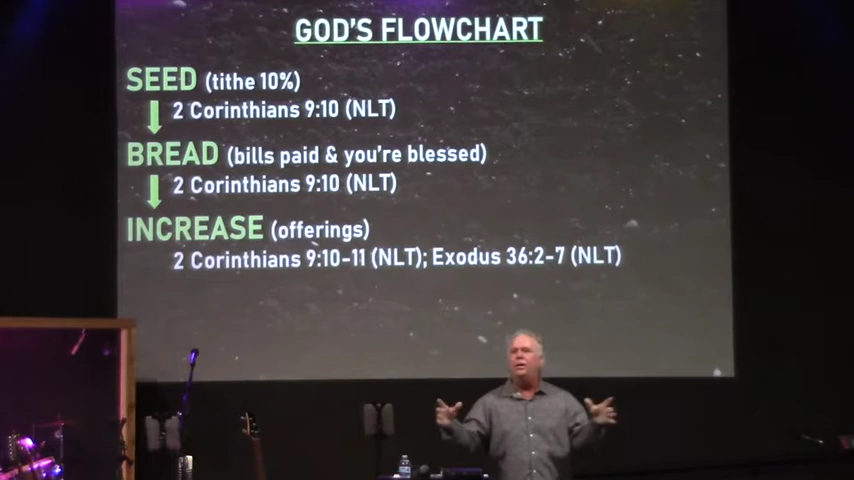 GOD'S FLOWCHART
SEED (tithe 10%)
2 Corinthians 9:10 (NLT)
BREAD (bills paid & you're blessed)
2 Corinthians 9:10 (NLT)
INCREASE (offerings)
2 Corinthians 9:10-11 (NLT); Exodus 36:2-7 (NLT)